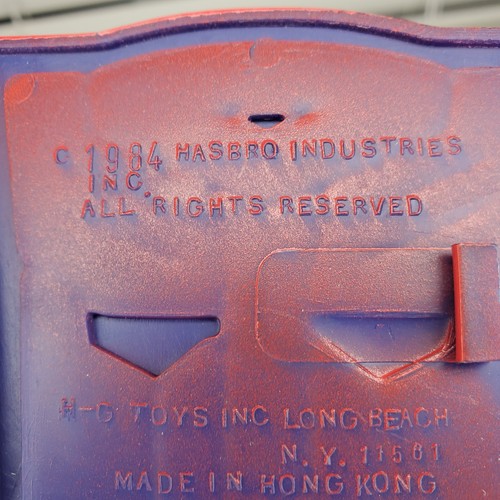 C 1984 HASBRO INDUSTRIES
INC.
ALL RIGHTS RESERVED
H-G TOYS INC LONG BEACH
N.Y. 11561
MADE IN HONG KONG